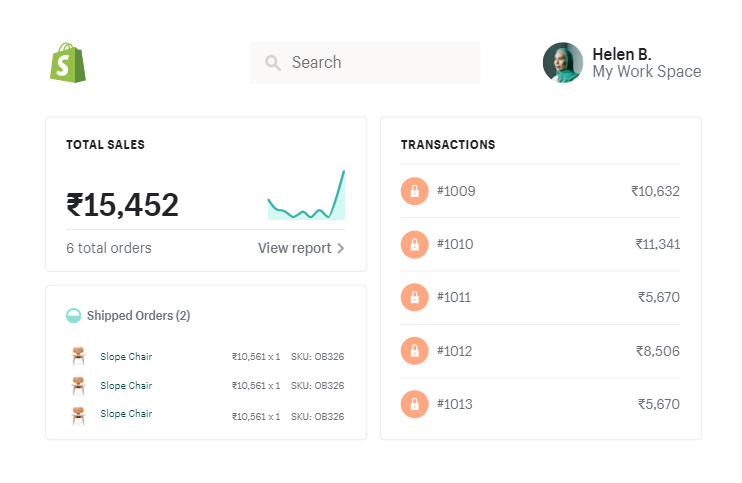 S
Search
Helen B.
My Work Space
TOTAL SALES
₹15,452
6 total orders
View report
Shipped Orders (2)
Slope Chair ₹10,561 x 1 SKU: OB326
Slope Chair ₹10,561 x 1 SKU: OB326
Slope Chair ₹10,561 x 1 SKU: OB326
TRANSACTIONS
#1009 ₹10,632
#1010 ₹11,341
#1011 ₹5,670
#1012 ₹8,506
#1013 ₹5,670